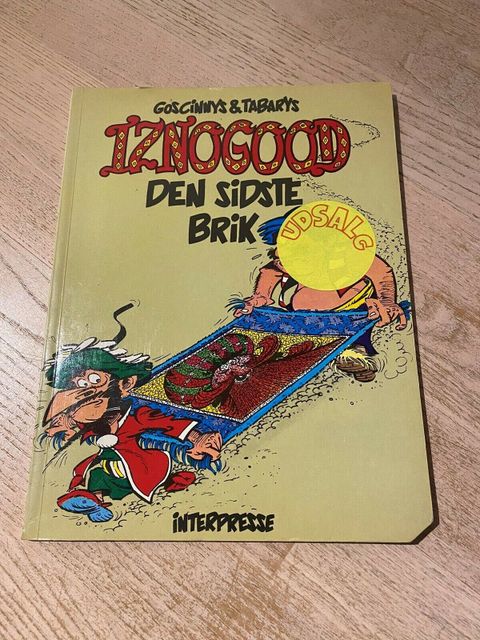 GOSCINNYS & TABARYS
IZNOGOOD
DEN SIDSTE
BRIK
UDSALG
INTERPRESSE